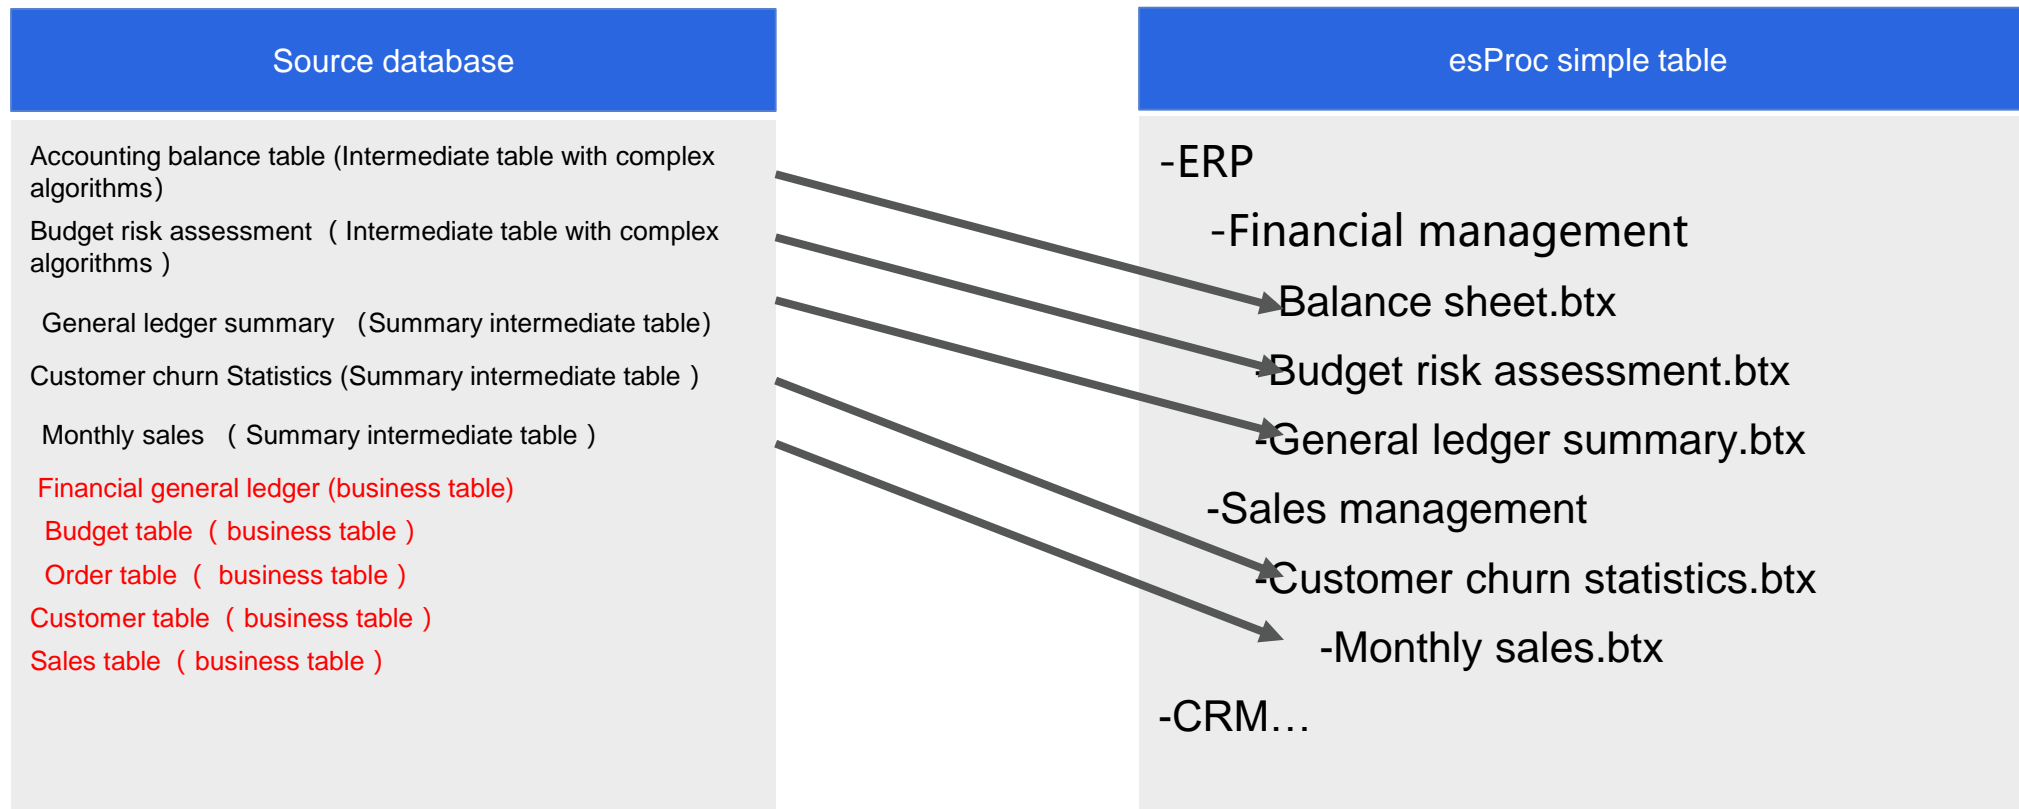 Source database
Accounting balance table (Intermediate table with complex
algorithms)
Budget risk assessment ( Intermediate table with complex
algorithms )
General ledger summary (Summary intermediate table)
Customer churn Statistics (Summary intermediate table )
Monthly sales ( Summary intermediate table )
Financial general ledger (business table)
Budget table ( business table )
Order table ( business table )
Customer table ( business table )
Sales table ( business table )
esProc simple table
-ERP
-Financial management
-Balance sheet.btx
-Budget risk assessment.btx
-General ledger summary.btx
-Sales management
-Customer churn statistics.btx
-Monthly sales.btx
-CRM…